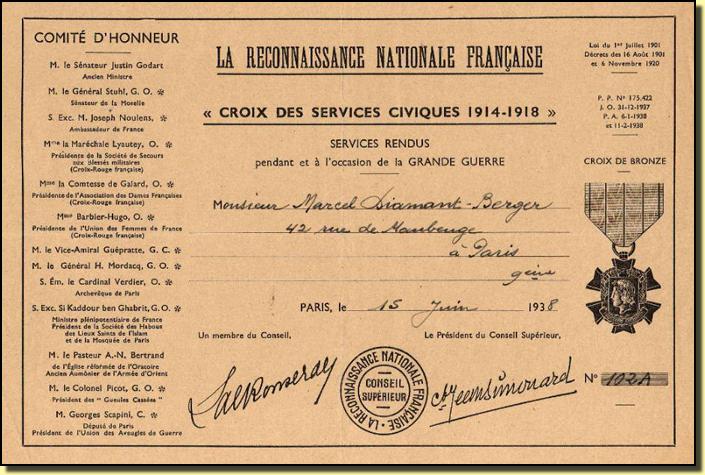 COMITÉ D'HONNEUR
M. le Sénateur Justin Godart
Ancien Ministre
M. le Général Stuhl, G. O. *
Sénateur de la Moselle
S. Exc. M. Joseph Noulens, *
Ambassadeur de France
Mme la Maréchale Lyautey, O. *
Présidente de la Société de Secours
aux Blessés militaires
(Croix-Rouge française)
Mme la Comtesse de Galard, O. *
Présidente de l'Association des Dames Françaises
(Croix-Rouge française)
Mme Barbier-Hugo, O. *
Présidente de l'Union des Femmes de France
(Croix-Rouge française)
M. le Vice-Amiral Guépratte, G. C. *
M. le Général H. Mordacq, G. O. *
S. Ém. le Cardinal Verdier, O. *
Archevêque de Paris
S. Exc. Si Kaddour ben Ghabrit, G. O. *
Ministre plénipotentiaire de France
Président de la Société des Habous
des Lieux Saints de l'Islam
et de la Mosquée de Paris
M. le Pasteur A.-N. Bertrand
de l'Église réformée de l'Oratoire
Ancien Aumônier de l'Armée d'Orient
M. le Colonel Picot, G. O. *
Président des "Gueules Cassées"
M. Georges Scapini, C. *
Député de Paris
Président de l'Union des Aveugles de Guerre
LA RECONNAISSANCE NATIONALE FRANÇAISE
« CROIX DES SERVICES CIVIQUES 1914-1918 »
SERVICES RENDUS
pendant et à l'occasion de la GRANDE GUERRE
Monsieur Marcel Diamant-Berger
42 rue de Maubeuge
à Paris
PARIS, le 15 Juin 1938
Un membre du Conseil,
Le Président du Conseil Supérieur,
LA RECONNAISSANCE NATIONALE FRANÇAISE
CONSEIL
SUPÉRIEUR
Loi du 1er Juillet 1901
Décrets des 16 Août 1901
et 6 Novembre 1920
P. P. N° 175.422
J. O. 31-12-1937
P. A. 6-1-1938
et 11-2-1938
CROIX DE BRONZE
N° 102A